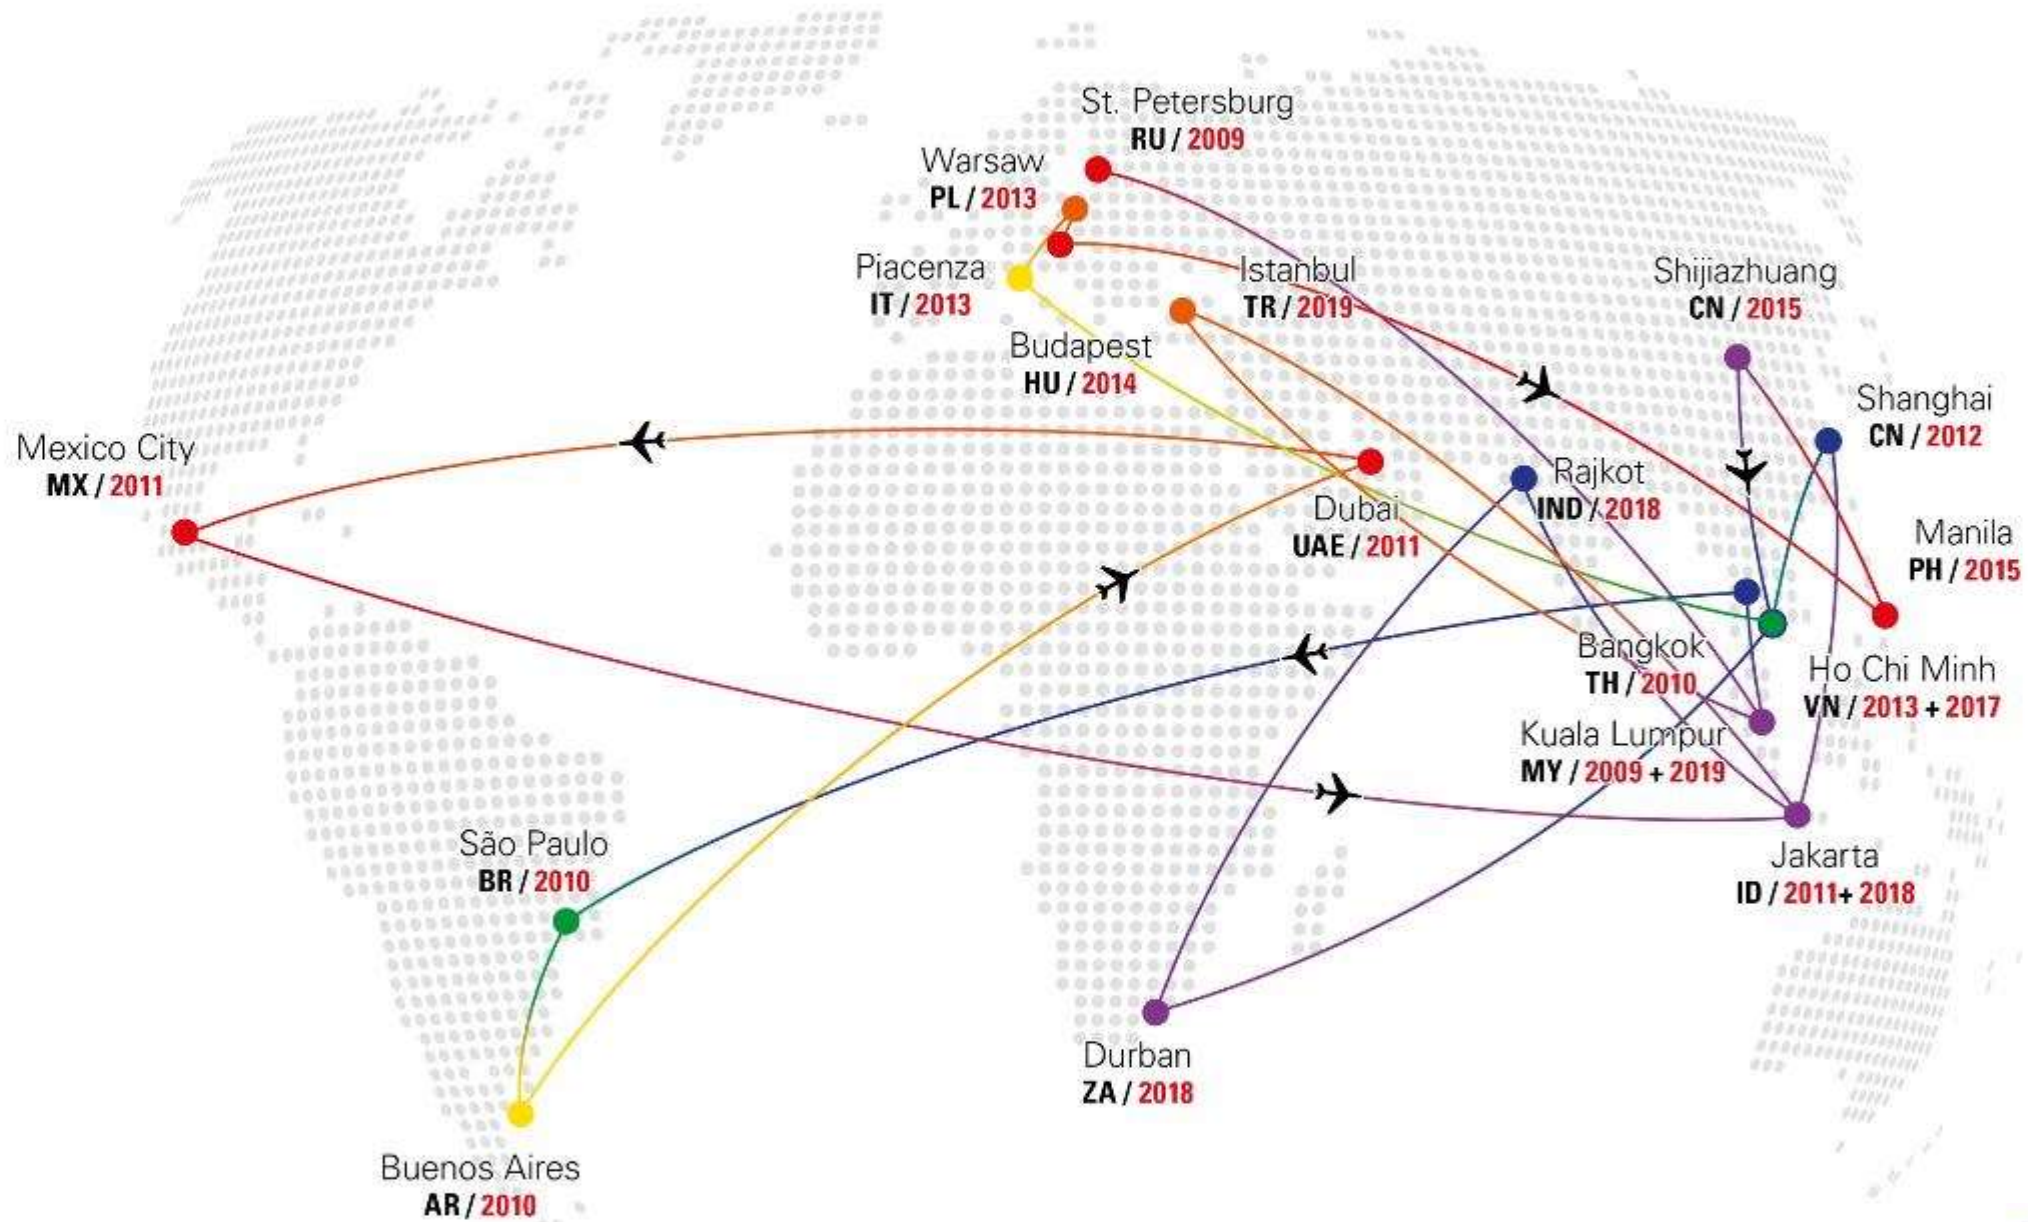 St. Petersburg
RU / 2009
Warsaw
PL / 2013
Piacenza
IT / 2013
Istanbul
TR / 2019
Shijiazhuang
CN / 2015
Budapest
HU / 2014
Shanghai
CN / 2012
Mexico City
MX / 2011
Rajkot
IND / 2018
Dubai
UAE / 2011
Manila
PH / 2015
Bangkok
TH / 2010
Ho Chi Minh
VN / 2013 + 2017
Kuala Lumpur
MY / 2009 + 2019
São Paulo
BR / 2010
Jakarta
ID / 2011+ 2018
Durban
ZA / 2018
Buenos Aires
AR / 2010